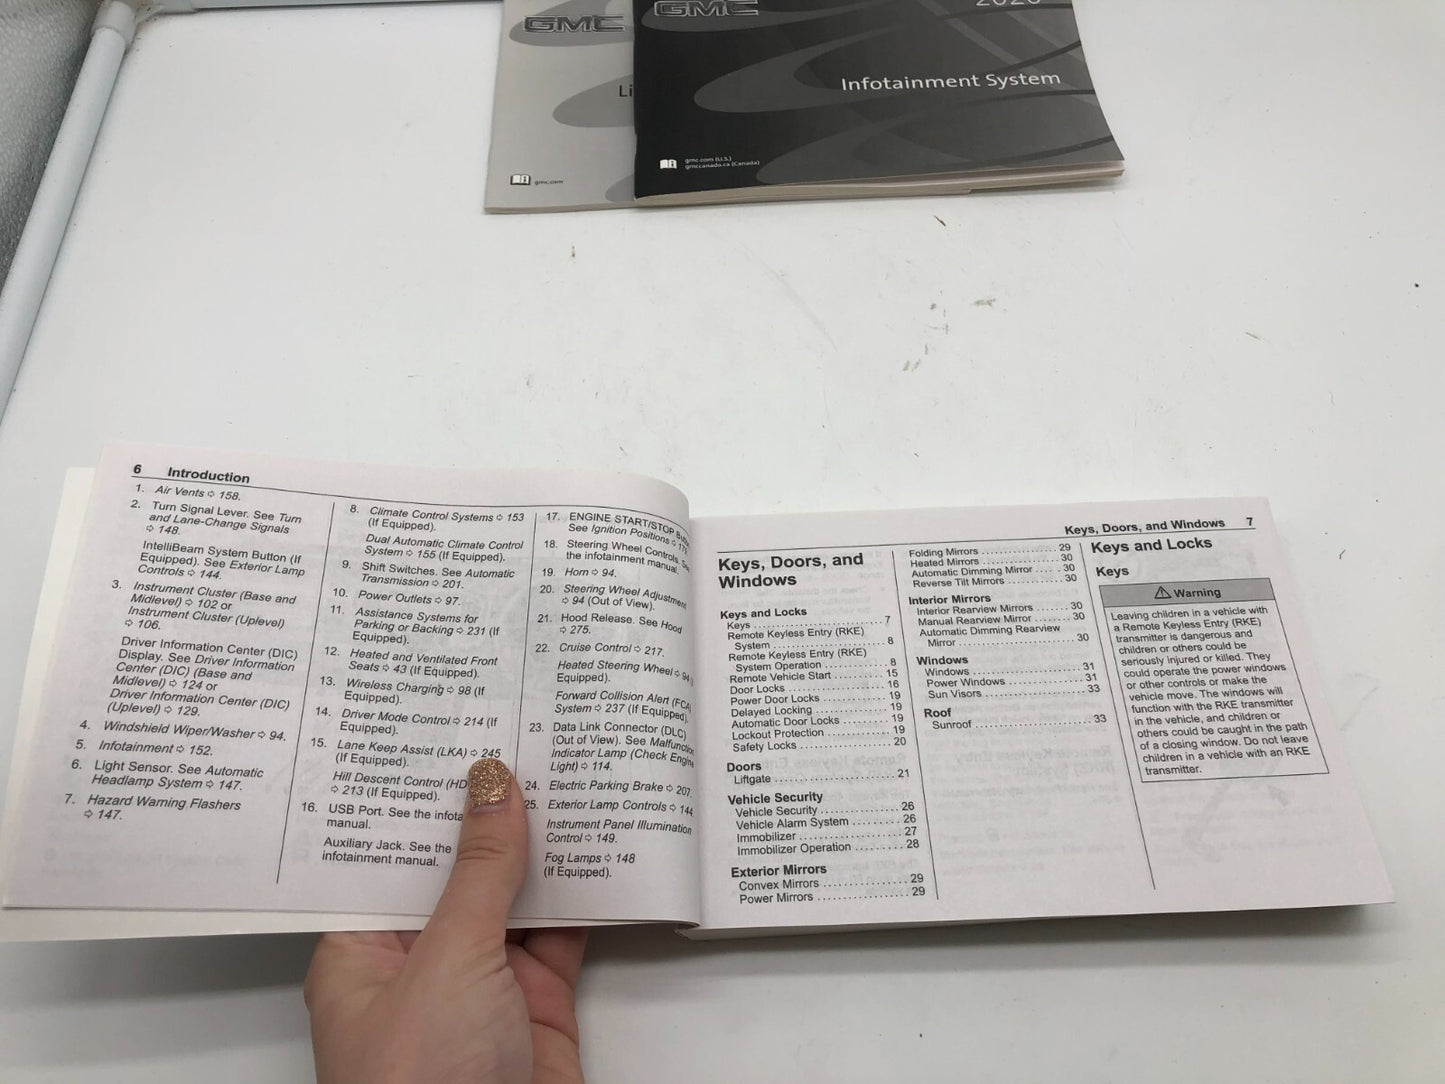 GMC
Li
gmc.com
GMC
2020
Infotainment System
gmc.com (U.S.)
gmccanada.ca (Canada)
6 Introduction
1. Air Vents ⇨ 158.
2. Turn Signal Lever. See Turn
and Lane-Change Signals
⇨ 148.
IntelliBeam System Button (If
Equipped). See Exterior Lamp
Controls ⇨ 144.
3. Instrument Cluster (Base and
Midlevel) ⇨ 102 or
Instrument Cluster (Uplevel)
⇨ 106.
Driver Information Center (DIC)
Display. See Driver Information
Center (DIC) (Base and
Midlevel) ⇨ 124 or
Driver Information Center (DIC)
(Uplevel) ⇨ 129.
4. Windshield Wiper/Washer ⇨ 94.
5. Infotainment ⇨ 152.
6. Light Sensor. See Automatic
Headlamp System ⇨ 147.
7. Hazard Warning Flashers
⇨ 147.
8. Climate Control Systems ⇨ 153
(If Equipped).
Dual Automatic Climate Control
System ⇨ 155 (If Equipped).
9. Shift Switches. See Automatic
Transmission ⇨ 201.
10. Power Outlets ⇨ 97.
11. Assistance Systems for
Parking or Backing ⇨ 231 (If
Equipped).
12. Heated and Ventilated Front
Seats ⇨ 43 (If Equipped).
13. Wireless Charging ⇨ 98 (If
Equipped).
14. Driver Mode Control ⇨ 214 (If
Equipped).
15. Lane Keep Assist (LKA) ⇨ 245
(If Equipped).
Hill Descent Control (HD
⇨ 213 (If Equipped).
16. USB Port. See the infota
manual.
Auxiliary Jack. See the
infotainment manual.
17. ENGINE START/STOP
See Ignition Positions ⇨
18. Steering Wheel Controls.
the infotainment manual.
19. Horn ⇨ 94.
20. Steering Wheel Adjustment
⇨ 94 (Out of View).
21. Hood Release. See Hood
⇨ 275.
22. Cruise Control ⇨ 217.
Heated Steering Wheel ⇨ 94
Equipped).
Forward Collision Alert (FCA
System ⇨ 237 (If Equipped)
23. Data Link Connector (DLC)
(Out of View). See Malfunction
Indicator Lamp (Check Engine
Light) ⇨ 114.
24. Electric Parking Brake ⇨ 207.
25. Exterior Lamp Controls ⇨ 144
Instrument Panel Illumination
Control ⇨ 149.
Fog Lamps ⇨ 148
(If Equipped).
Keys, Doors, and Windows 7
Keys, Doors, and
Windows
Keys and Locks
Keys .......................... 7
Remote Keyless Entry (RKE)
System ........................ 8
Remote Keyless Entry (RKE)
System Operation .............. 8
Remote Vehicle Start .......... 15
Door Locks .................... 16
Power Door Locks .............. 19
Delayed Locking ............... 19
Automatic Door Locks .......... 19
Lockout Protection ............ 19
Safety Locks .................. 20
Doors
Liftgate ...................... 21
Vehicle Security
Vehicle Security .............. 26
Vehicle Alarm System .......... 26
Immobilizer ................... 27
Immobilizer Operation ......... 28
Exterior Mirrors
Convex Mirrors ................ 29
Power Mirrors ................. 29
Folding Mirrors ............... 29
Heated Mirrors ................ 30
Automatic Dimming Mirror ...... 30
Reverse Tilt Mirrors .......... 30
Interior Mirrors
Interior Rearview Mirrors ..... 30
Manual Rearview Mirror ........ 30
Automatic Dimming Rearview
Mirror ........................ 30
Windows
Windows ....................... 31
Power Windows ................. 31
Sun Visors .................... 33
Roof
Sunroof ....................... 33
Keys and Locks
Keys
⚠ Warning
Leaving children in a vehicle with
a Remote Keyless Entry (RKE)
transmitter is dangerous and
children or others could be
seriously injured or killed. They
could operate the power windows
or other controls or make the
vehicle move. The windows will
function with the RKE transmitter
in the vehicle, and children or
others could be caught in the path
of a closing window. Do not leave
children in a vehicle with an RKE
transmitter.